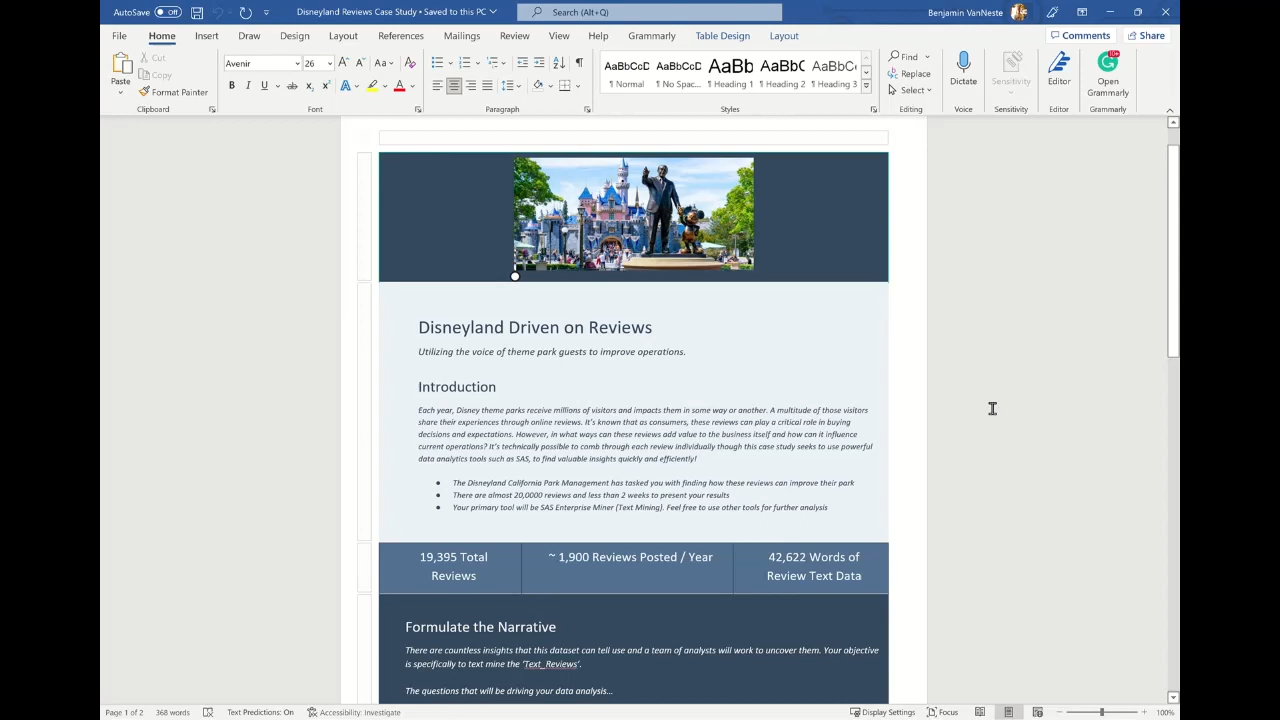 AutoSave Off Disneyland Reviews Case Study • Saved to this PC Search (Alt+Q) Benjamin VanNeste
File Home Insert Draw Design Layout References Mailings Review View Help Grammarly Table Design Layout Comments Share
Paste Cut Copy Format Painter
Avenir 26
B I U ab
AaBbCcD AaBbCcD AaBb AaBbC AaBbCc
¶ Normal ¶ No Spac... ¶ Heading 1 ¶ Heading 2 ¶ Heading 3
Find Replace Select
Dictate Sensitivity Editor Open Grammarly
Clipboard Font Paragraph Styles Editing Voice Sensitivity Editor Grammarly
Disneyland Driven on Reviews
Utilizing the voice of theme park guests to improve operations.
Introduction
Each year, Disney theme parks receive millions of visitors and impacts them in some way or another. A multitude of those visitors
share their experiences through online reviews. It's known that as consumers, these reviews can play a critical role in buying
decisions and expectations. However, in what ways can these reviews add value to the business itself and how can it influence
current operations? It's technically possible to comb through each review individually though this case study seeks to use powerful
data analytics tools such as SAS, to find valuable insights quickly and efficiently!
● The Disneyland California Park Management has tasked you with finding how these reviews can improve their park
● There are almost 20,0000 reviews and less than 2 weeks to present your results
● Your primary tool will be SAS Enterprise Miner (Text Mining). Feel free to use other tools for further analysis
19,395 Total
Reviews
~ 1,900 Reviews Posted / Year
42,622 Words of
Review Text Data
Formulate the Narrative
There are countless insights that this dataset can tell use and a team of analysts will work to uncover them. Your objective
is specifically to text mine the 'Text_Reviews'.
The questions that will be driving your data analysis...
Page 1 of 2 368 words Text Predictions: On Accessibility: Investigate Display Settings Focus 100%